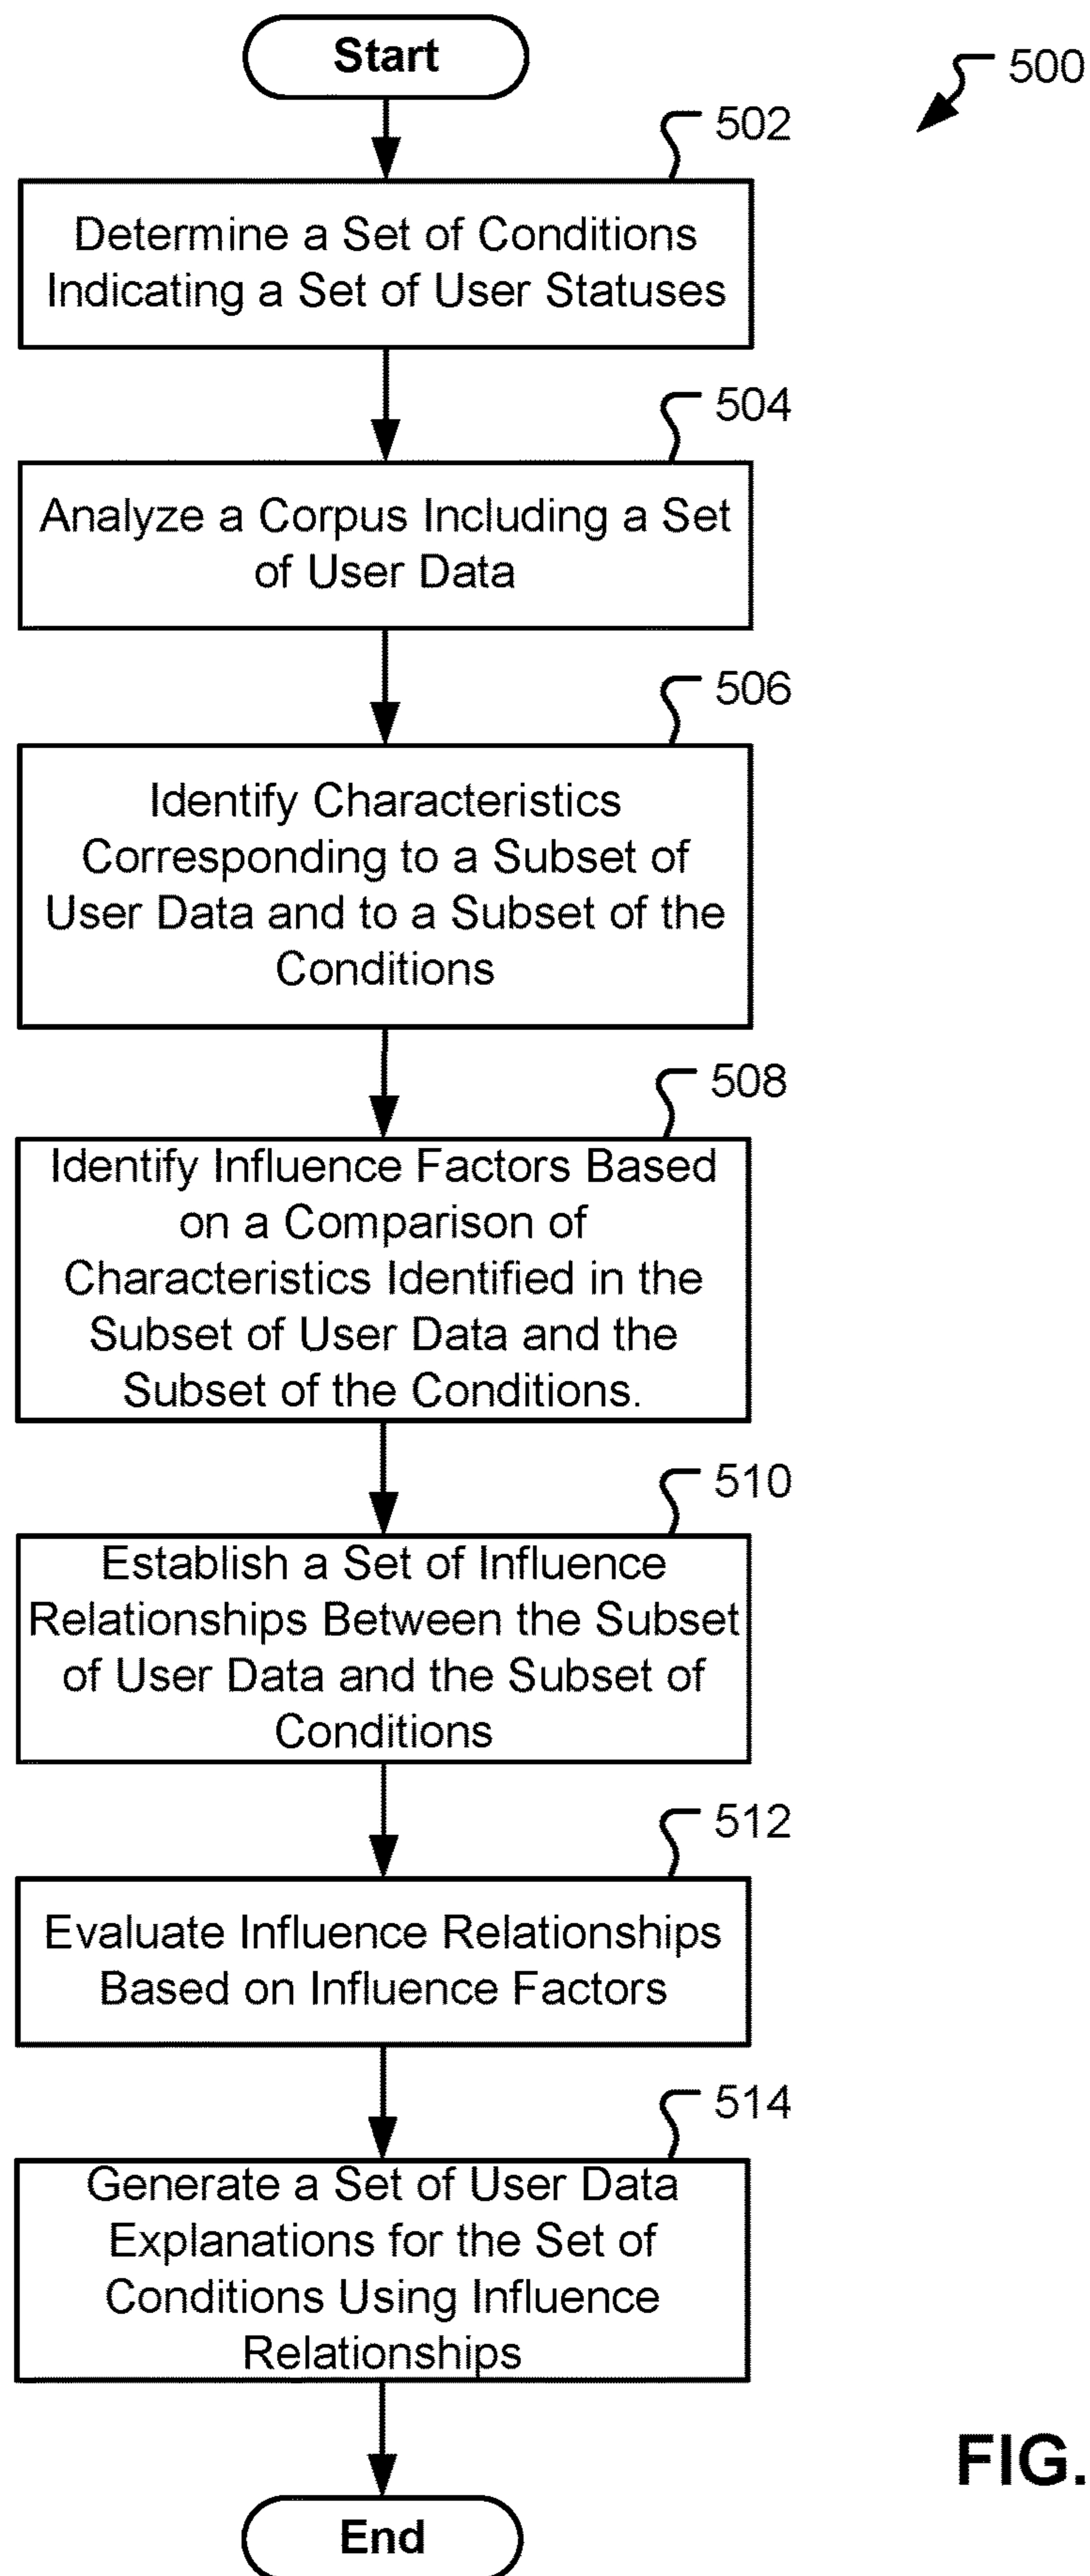 Start
500
502
Determine a Set of Conditions
Indicating a Set of User Statuses
504
Analyze a Corpus Including a Set
of User Data
506
Identify Characteristics
Corresponding to a Subset of
User Data and to a Subset of the
Conditions
508
Identify Influence Factors Based
on a Comparison of
Characteristics Identified in the
Subset of User Data and the
Subset of the Conditions.
510
Establish a Set of Influence
Relationships Between the Subset
of User Data and the Subset of
Conditions
512
Evaluate Influence Relationships
Based on Influence Factors
514
Generate a Set of User Data
Explanations for the Set of
Conditions Using Influence
Relationships
FIG.
End